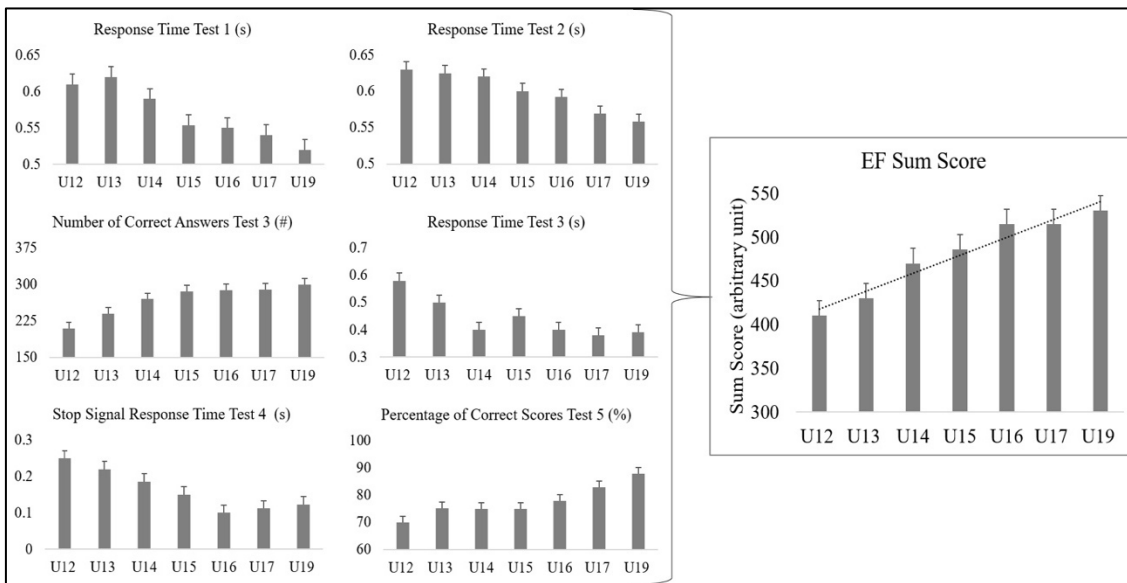 Response Time Test 1 (s)
0.65
0.6
0.55
0.5
U12 U13 U14 U15 U16 U17 U19
Response Time Test 2 (s)
0.65
0.6
0.55
0.5
U12 U13 U14 U15 U16 U17 U19
Number of Correct Answers Test 3 (#)
375
300
225
150
U12 U13 U14 U15 U16 U17 U19
Response Time Test 3 (s)
0.7
0.6
0.5
0.4
0.3
U12 U13 U14 U15 U16 U17 U19
Stop Signal Response Time Test 4 (s)
0.3
0.2
0.1
0
U12 U13 U14 U15 U16 U17 U19
Percentage of Correct Scores Test 5 (%)
100
90
80
70
60
U12 U13 U14 U15 U16 U17 U19
EF Sum Score
Sum Score (arbitrary unit)
550
500
450
400
300
U12 U13 U14 U15 U16 U17 U19